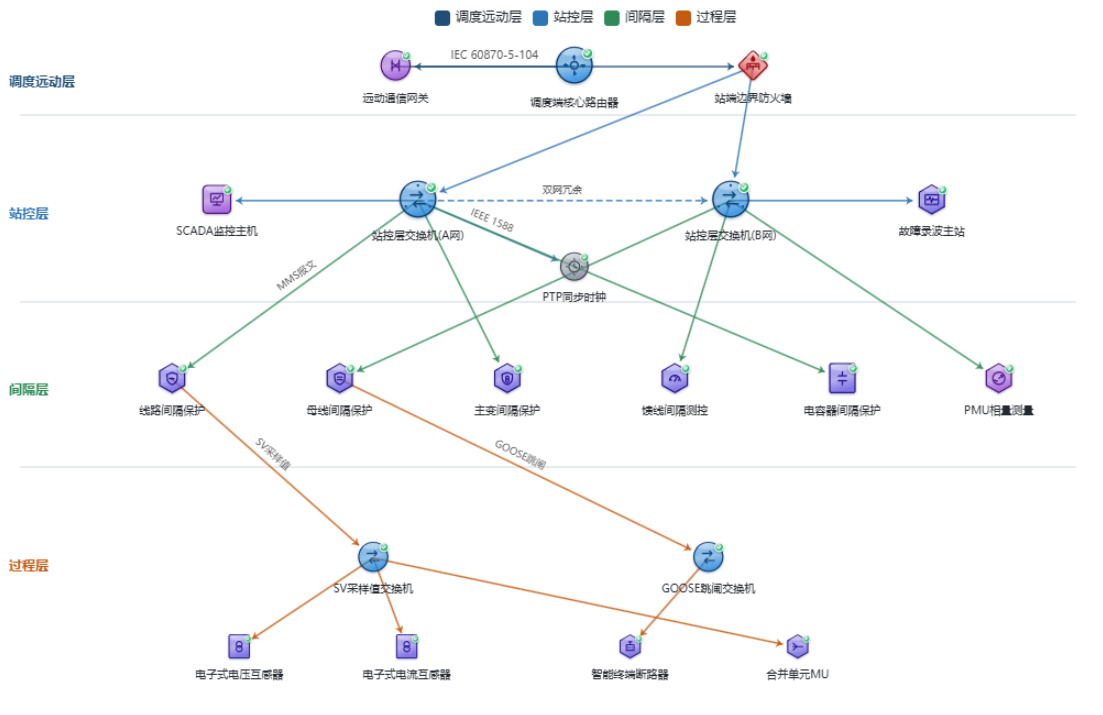 调度远动层 站控层 间隔层 过程层
IEC 60870-5-104
调度远动层
远动通信网关
调度端核心路由器
站端边界防火墙
双网冗余
站控层
SCADA监控主机
IEEE 1588
站控层交换机(A网)
站控层交换机(B网)
故障录波主站
MMS报文
PTP同步时钟
间隔层
线路间隔保护
母线间隔保护
主变间隔保护
馈线间隔测控
电容器间隔保护
PMU相量测量
SV采样值
GOOSE跳闸
过程层
SV采样值交换机
GOOSE跳闸交换机
电子式电压互感器
电子式电流互感器
智能终端断路器
合并单元MU